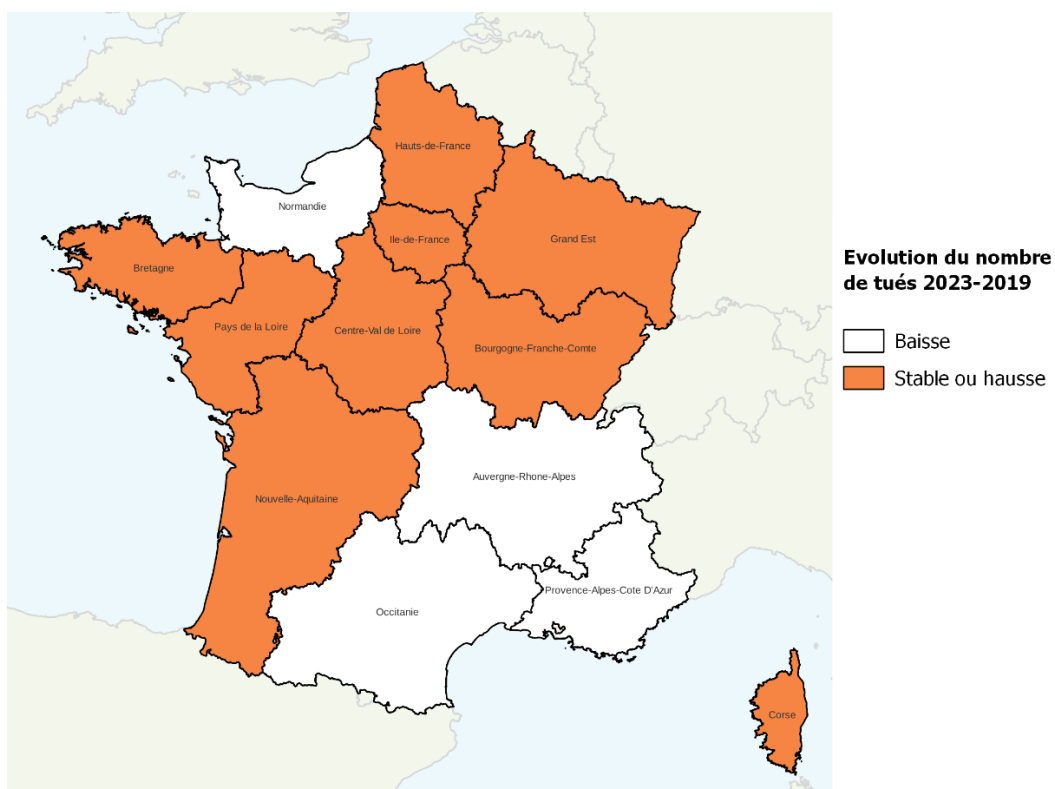 Hauts-de-France
Normandie
Ile-de-France
Grand Est
Bretagne
Pays de la Loire
Centre-Val de Loire
Bourgogne-Franche-Comte
Auvergne-Rhone-Alpes
Nouvelle-Aquitaine
Provence-Alpes-Cote D'Azur
Occitanie
Corse
Evolution du nombre
de tués 2023-2019
Baisse
Stable ou hausse